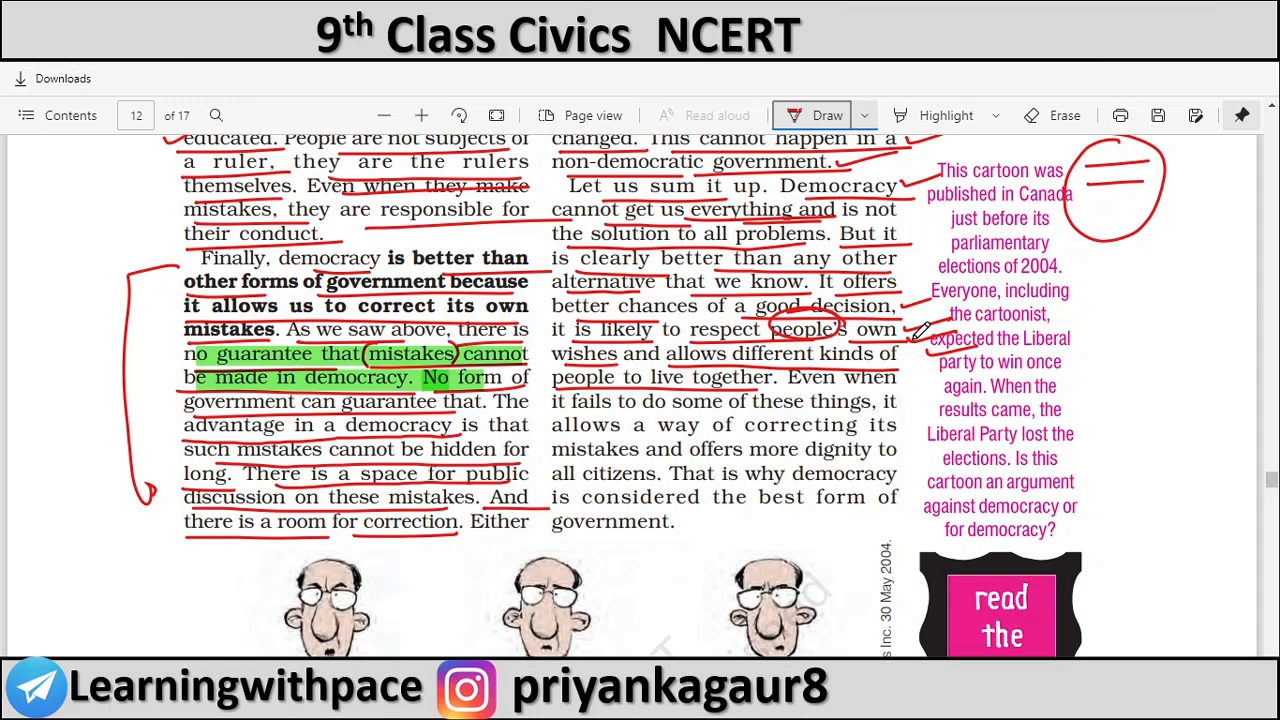 9th Class Civics NCERT
Downloads
Contents
12
of 17
Page view
Read aloud
Draw
Highlight
Erase
educated. People are not subjects of
a ruler, they are the rulers
themselves. Even when they make
mistakes, they are responsible for
their conduct.
Finally, democracy is better than
other forms of government because
it allows us to correct its own
mistakes. As we saw above, there is
no guarantee that mistakes cannot
be made in democracy. No form of
government can guarantee that. The
advantage in a democracy is that
such mistakes cannot be hidden for
long. There is a space for public
discussion on these mistakes. And
there is a room for correction. Either
changed. This cannot happen in a
non-democratic government.
Let us sum it up. Democracy
cannot get us everything and is not
the solution to all problems. But it
is clearly better than any other
alternative that we know. It offers
better chances of a good decision,
it is likely to respect people's own
wishes and allows different kinds of
people to live together. Even when
it fails to do some of these things, it
allows a way of correcting its
mistakes and offers more dignity to
all citizens. That is why democracy
is considered the best form of
government.
This cartoon was
published in Canada
just before its
parliamentary
elections of 2004.
Everyone, including
the cartoonist,
expected the Liberal
party to win once
again. When the
results came, the
Liberal Party lost the
elections. Is this
cartoon an argument
against democracy or
for democracy?
s Inc. 30 May 2004.
read
the
Learningwithpace
priyankagaur8